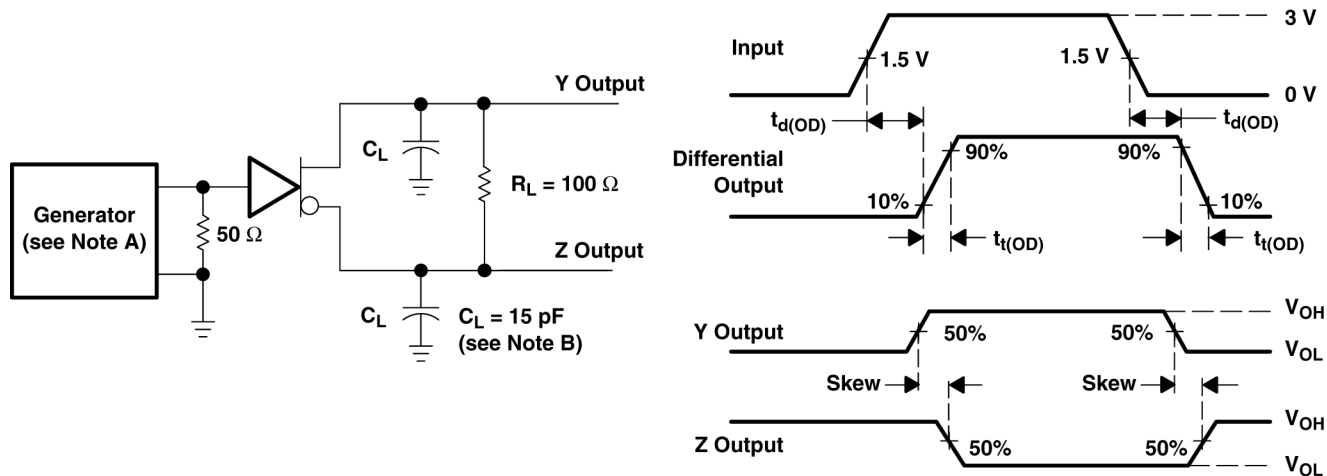 Generator
(see Note A)
50 Ω
C_L
Y Output
R_L = 100 Ω
Z Output
C_L
C_L = 15 pF
(see Note B)
Input
1.5 V
1.5 V
3 V
0 V
t_d(OD)
t_d(OD)
Differential
Output
90%
90%
10%
10%
t_t(OD)
t_t(OD)
Y Output
50%
50%
V_OH
V_OL
Skew
Skew
Z Output
50%
50%
V_OH
V_OL